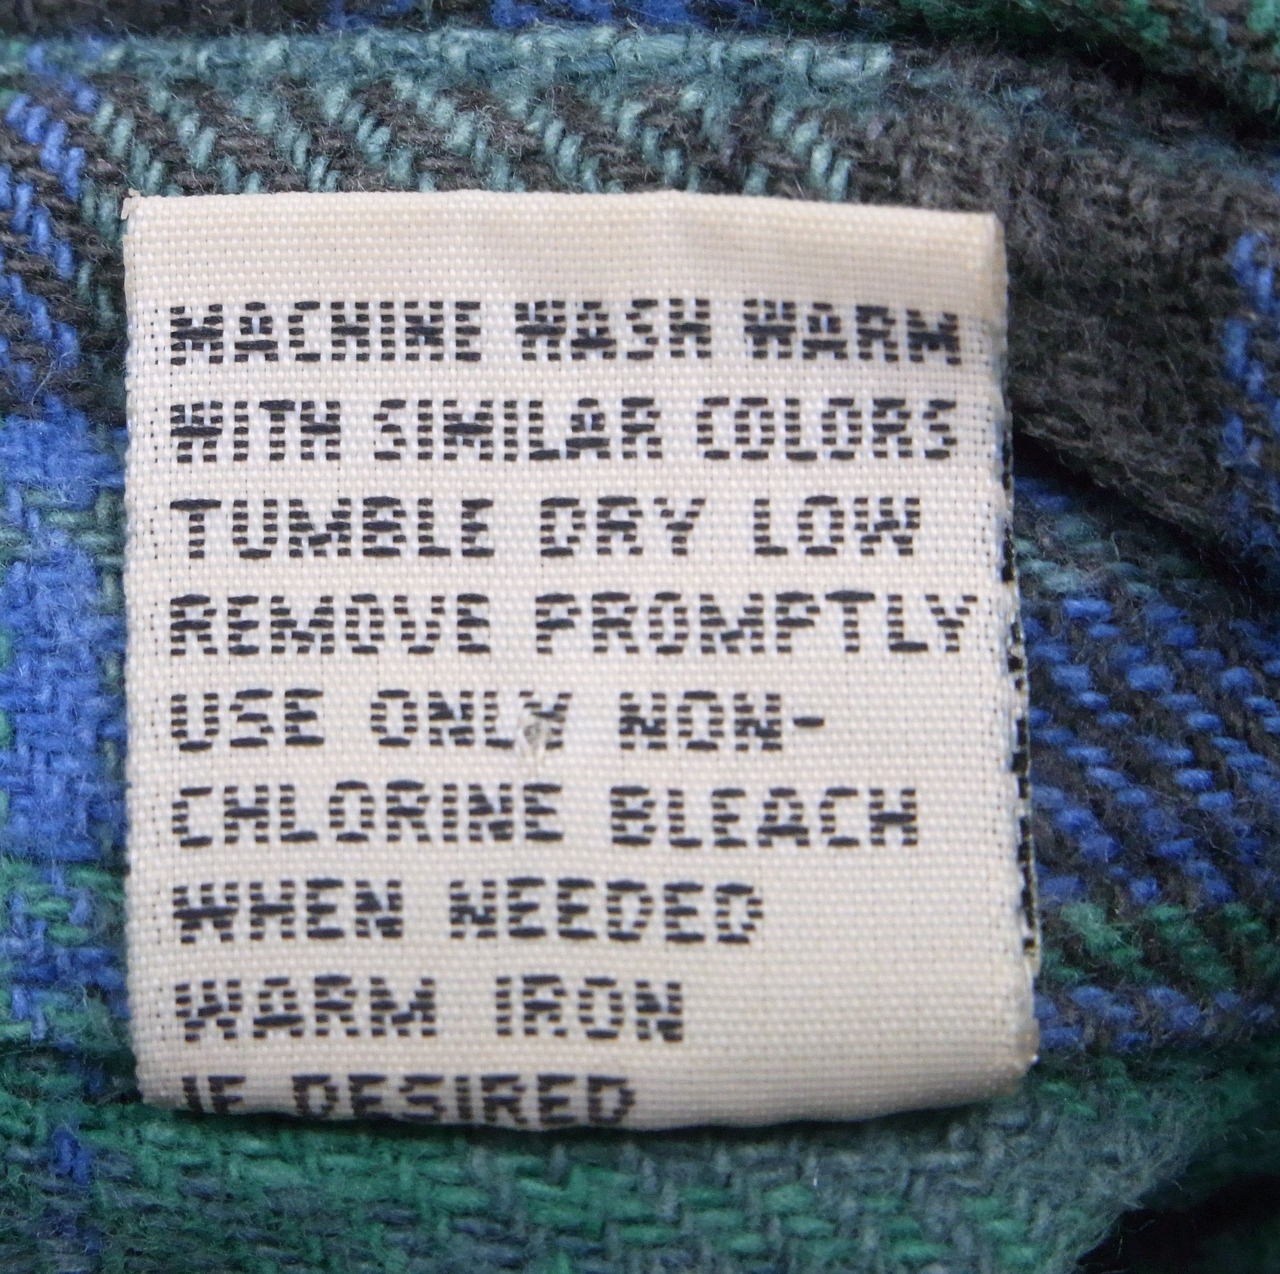 MACHINE WASH WARM
WITH SIMILAR COLORS
TUMBLE DRY LOW
REMOVE PROMPTLY
USE ONLY NON-
CHLORINE BLEACH
WHEN NEEDED
WARM IRON
IF DESIRED